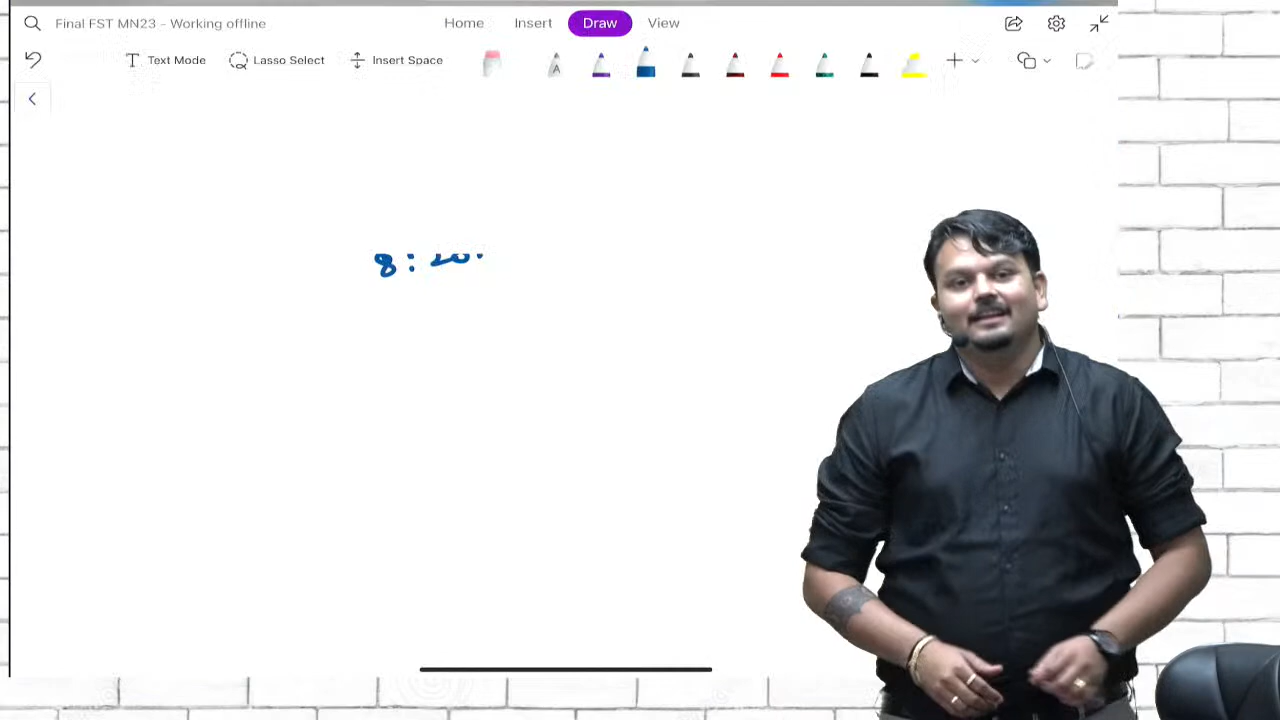 Final FST MN23 - Working offline
Home Insert Draw View
Text Mode Lasso Select Insert Space
A
8: